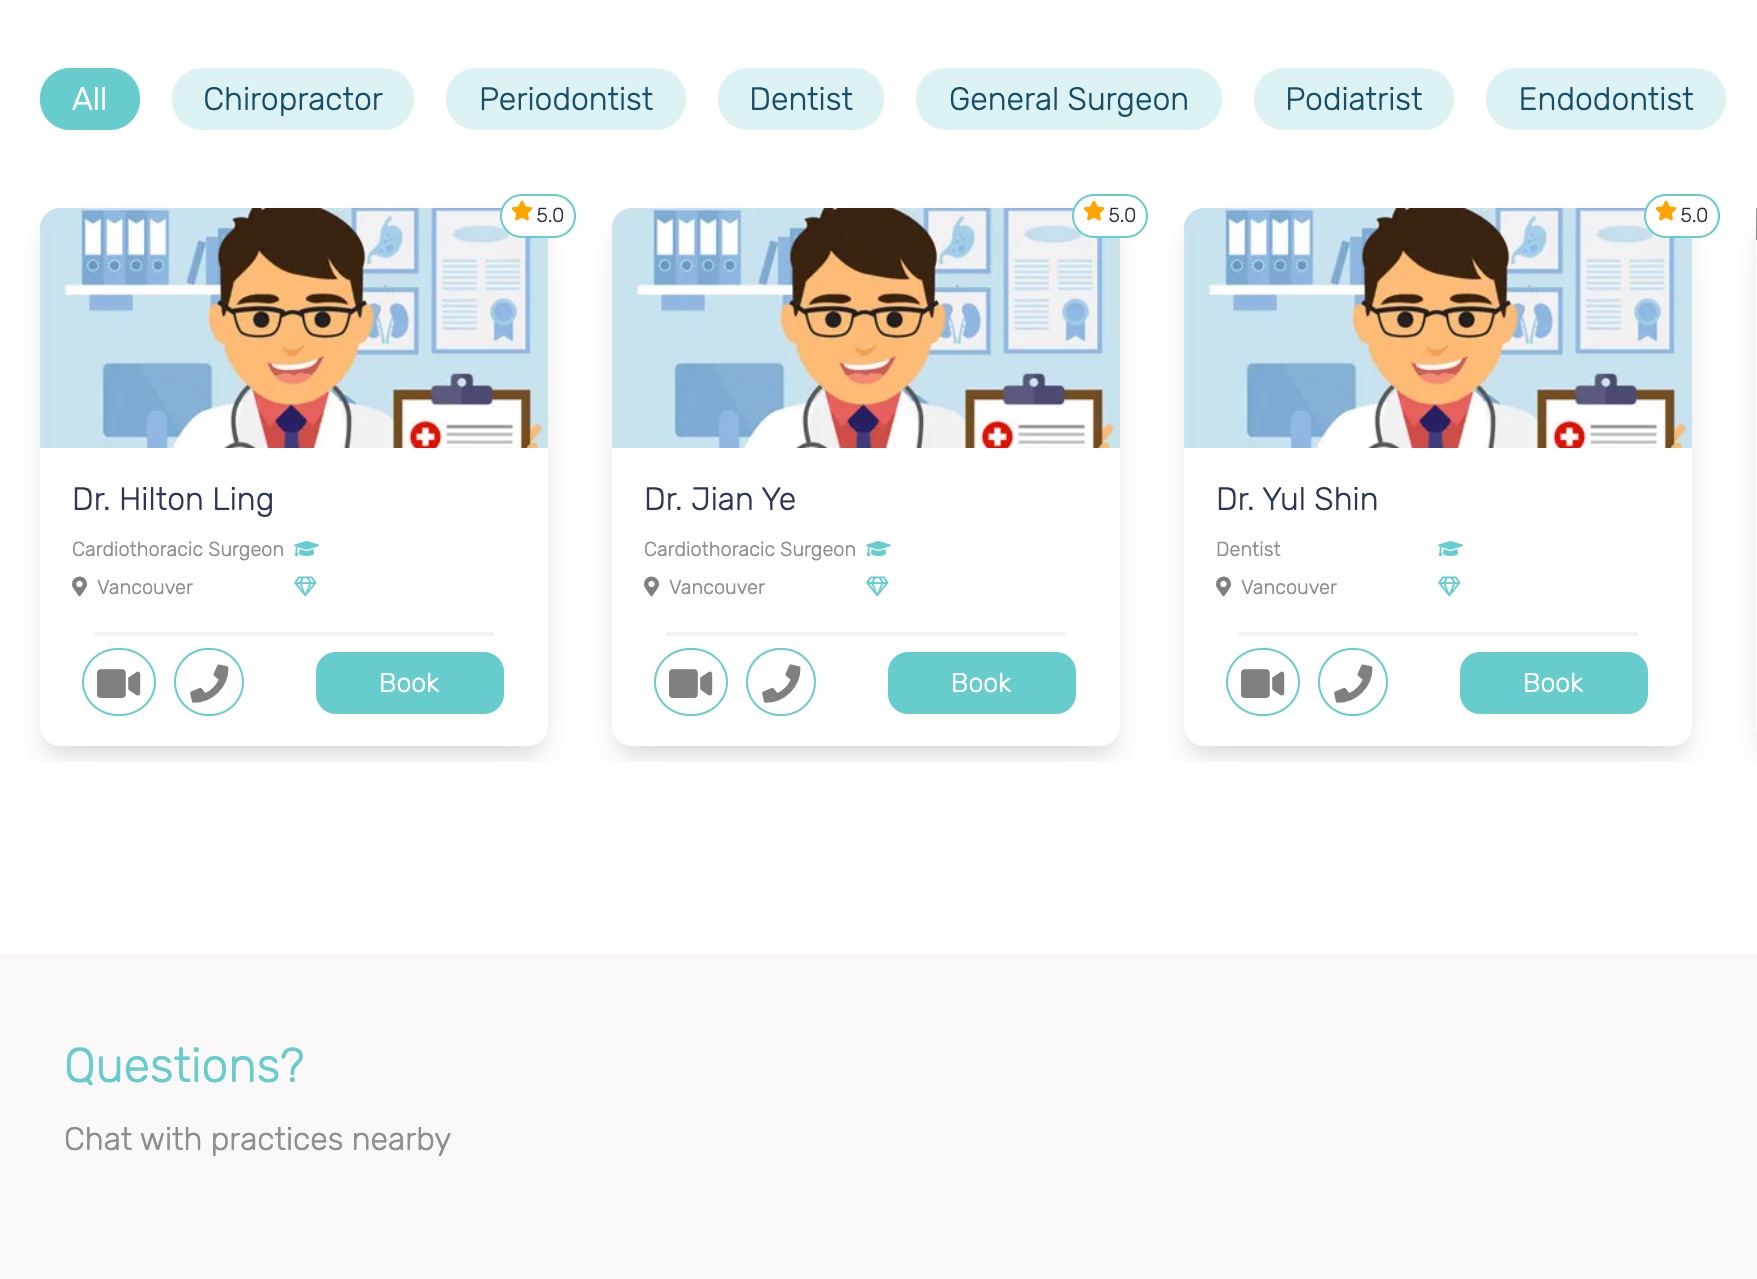 All
Chiropractor
Periodontist
Dentist
General Surgeon
Podiatrist
Endodontist
5.0
5.0
5.0
Dr. Hilton Ling
Cardiothoracic Surgeon
Vancouver
Book
Dr. Jian Ye
Cardiothoracic Surgeon
Vancouver
Book
Dr. Yul Shin
Dentist
Vancouver
Book
Questions?
Chat with practices nearby